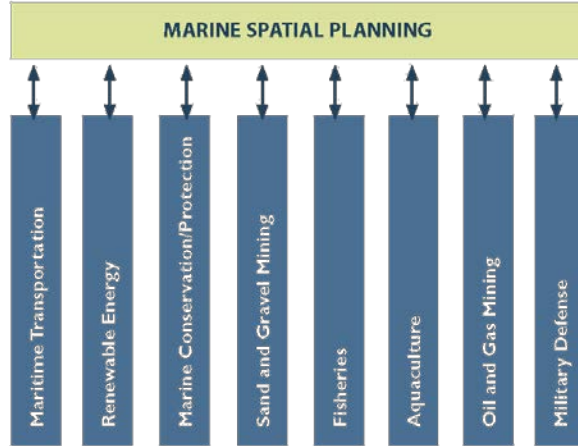 MARINE SPATIAL PLANNING
Maritime Transportation
Renewable Energy
Marine Conservation/Protection
Sand and Gravel Mining
Fisheries
Aquaculture
Oil and Gas Mining
Military Defense